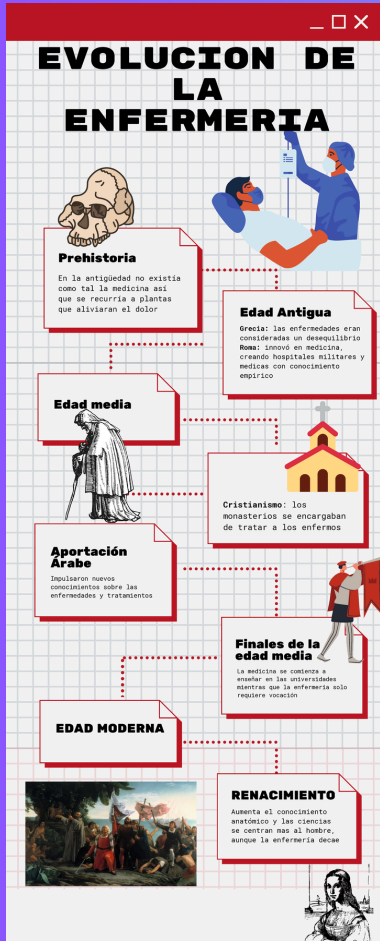 EVOLUCION DE
LA
ENFERMERIA
Prehistoria
En la antigüedad no existía
como tal la medicina así
que se recurría a plantas
que aliviaran el dolor
Edad Antigua
Grecia: las enfermedades eran
consideradas un desequilibrio
Roma: innovó en medicina,
creando hospitales militares y
medicas con conocimiento
empírico
Edad media
Cristianismo: los
monasterios se encargaban
de tratar a los enfermos
Aportación
Árabe
Impulsaron nuevos
conocimientos sobre las
enfermedades y tratamientos
Finales de la
edad media
La medicina se comienza a
enseñar en las universidades
mientras que la enfermería solo
requiere vocación
EDAD MODERNA
RENACIMIENTO
Aumenta el conocimiento
anatómico y las ciencias
se centran mas al hombre,
aunque la enfermería decae